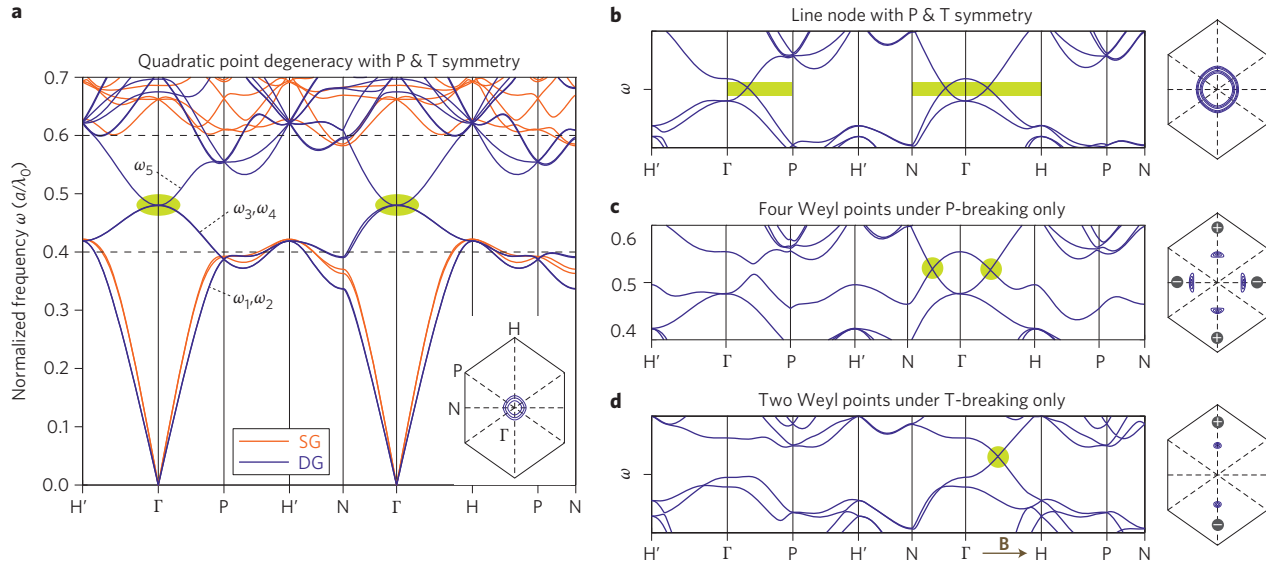 a
Quadratic point degeneracy with P & T symmetry
Normalized frequency ω (a/λ₀)
0.7
0.6
0.5
0.4
0.3
0.2
0.1
0.0
ω₅
ω₃,ω₄
ω₁,ω₂
SG
DG
H
P
N
Γ
H′ Γ P H′ N Γ H P N
b
Line node with P & T symmetry
ω
H′ Γ P H′ N Γ H P N
c
Four Weyl points under P-breaking only
0.6
0.5
0.4
H′ Γ P H′ N Γ H P N
+
− −
+
d
Two Weyl points under T-breaking only
ω
H′ Γ P H′ N Γ B H P N
+
−